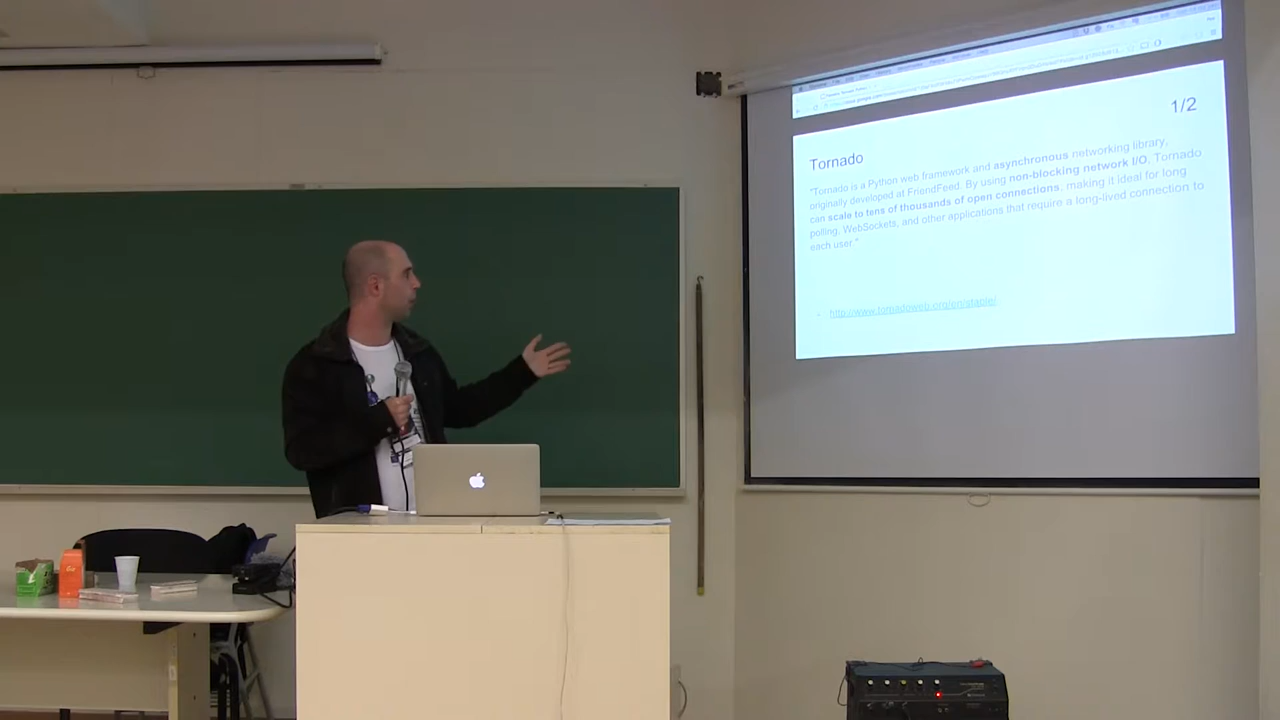 1/2
Tornado
"Tornado is a Python web framework and asynchronous networking library,
originally developed at FriendFeed. By using non-blocking network I/O, Tornado
can scale to tens of thousands of open connections, making it ideal for long
polling, WebSockets, and other applications that require a long-lived connection to
each user."
- http://www.tornadoweb.org/en/stable/